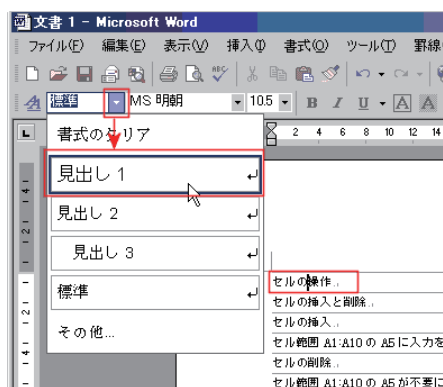 文書 1 - Microsoft Word
ファイル(F) 編集(E) 表示(V) 挿入(I) 書式(O) ツール(T) 罫線
標準 MS 明朝 10.5 B I U A A
書式のクリア 2 4 6 8 10 12 14
見出し 1
見出し 2
見出し 3
標準
その他...
4
2
2
4
セルの操作
セルの挿入と削除
セルの挿入
セル範囲 A1:A10 の A5 に入力を
セルの削除
セル範囲 A1:A10 の A5 が不要に